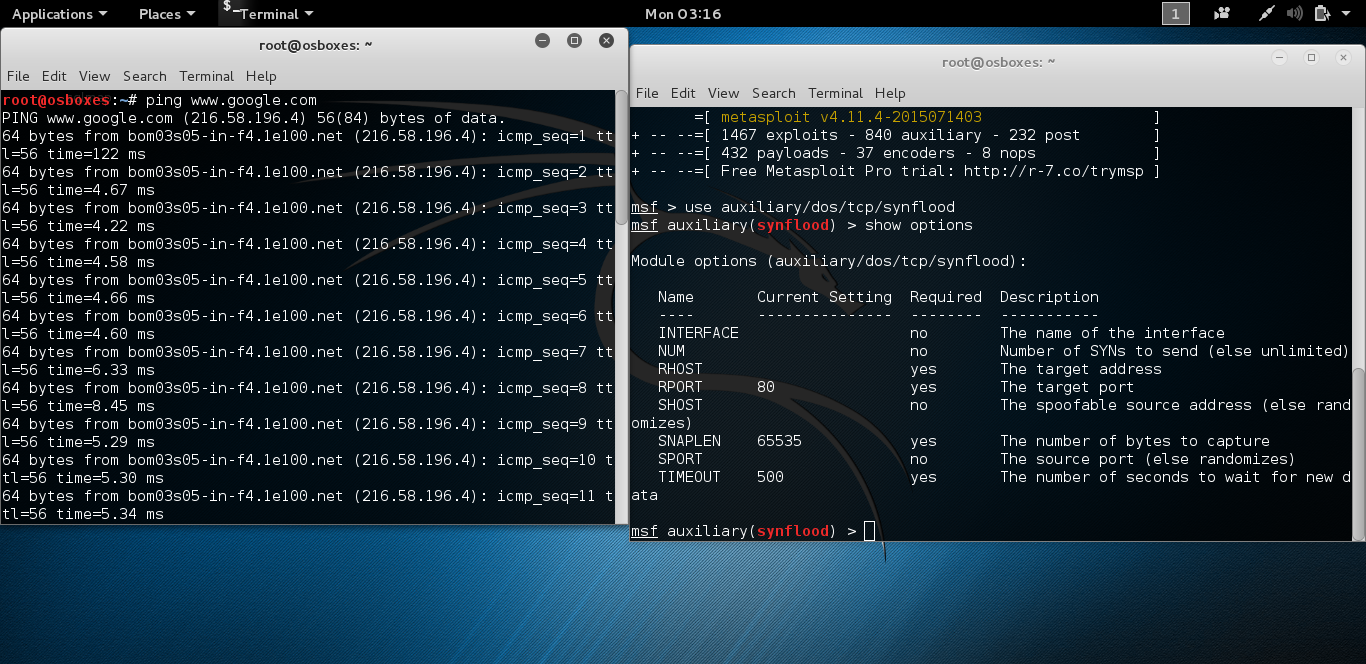 Applications Places $_ Terminal Mon 03:16 1
root@osboxes: ~
File Edit View Search Terminal Help
root@osboxes:~# ping www.google.com
PING www.google.com (216.58.196.4) 56(84) bytes of data.
64 bytes from bom03s05-in-f4.1e100.net (216.58.196.4): icmp_seq=1 tt
l=56 time=122 ms
64 bytes from bom03s05-in-f4.1e100.net (216.58.196.4): icmp_seq=2 tt
l=56 time=4.67 ms
64 bytes from bom03s05-in-f4.1e100.net (216.58.196.4): icmp_seq=3 tt
l=56 time=4.22 ms
64 bytes from bom03s05-in-f4.1e100.net (216.58.196.4): icmp_seq=4 tt
l=56 time=4.58 ms
64 bytes from bom03s05-in-f4.1e100.net (216.58.196.4): icmp_seq=5 tt
l=56 time=4.66 ms
64 bytes from bom03s05-in-f4.1e100.net (216.58.196.4): icmp_seq=6 tt
l=56 time=4.60 ms
64 bytes from bom03s05-in-f4.1e100.net (216.58.196.4): icmp_seq=7 tt
l=56 time=6.33 ms
64 bytes from bom03s05-in-f4.1e100.net (216.58.196.4): icmp_seq=8 tt
l=56 time=8.45 ms
64 bytes from bom03s05-in-f4.1e100.net (216.58.196.4): icmp_seq=9 tt
l=56 time=5.29 ms
64 bytes from bom03s05-in-f4.1e100.net (216.58.196.4): icmp_seq=10 t
tl=56 time=5.30 ms
64 bytes from bom03s05-in-f4.1e100.net (216.58.196.4): icmp_seq=11 t
tl=56 time=5.34 ms
root@osboxes: ~
File Edit View Search Terminal Help
=[ metasploit v4.11.4-2015071403 ]
+ -- --=[ 1467 exploits - 840 auxiliary - 232 post ]
+ -- --=[ 432 payloads - 37 encoders - 8 nops ]
+ -- --=[ Free Metasploit Pro trial: http://r-7.co/trymsp ]
msf > use auxiliary/dos/tcp/synflood
msf auxiliary(synflood) > show options
Module options (auxiliary/dos/tcp/synflood):
Name Current Setting Required Description
---- --------------- -------- -----------
INTERFACE no The name of the interface
NUM no Number of SYNs to send (else unlimited)
RHOST yes The target address
RPORT 80 yes The target port
SHOST no The spoofable source address (else rand
omizes)
SNAPLEN 65535 yes The number of bytes to capture
SPORT no The source port (else randomizes)
TIMEOUT 500 yes The number of seconds to wait for new d
ata
msf auxiliary(synflood) >